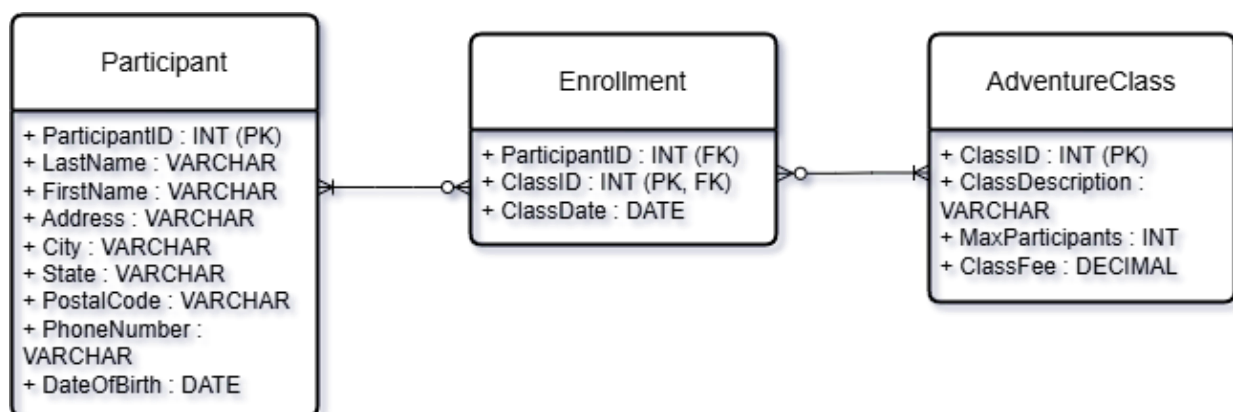 Participant
+ ParticipantID : INT (PK)
+ LastName : VARCHAR
+ FirstName : VARCHAR
+ Address : VARCHAR
+ City : VARCHAR
+ State : VARCHAR
+ PostalCode : VARCHAR
+ PhoneNumber :
VARCHAR
+ DateOfBirth : DATE
Enrollment
+ ParticipantID : INT (FK)
+ ClassID : INT (PK, FK)
+ ClassDate : DATE
AdventureClass
+ ClassID : INT (PK)
+ ClassDescription :
VARCHAR
+ MaxParticipants : INT
+ ClassFee : DECIMAL